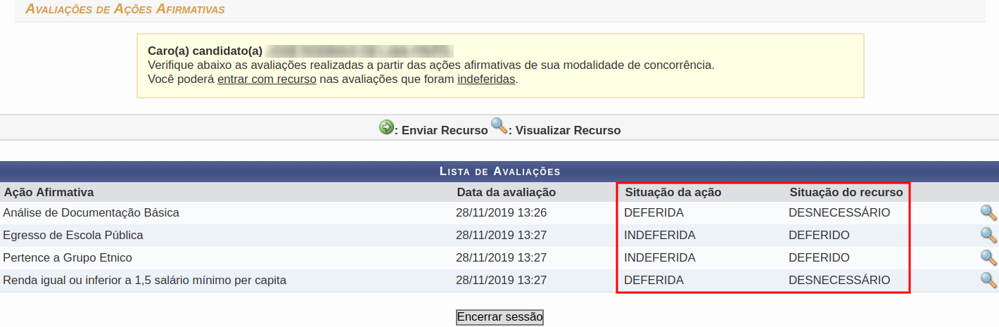 Avaliações de Ações Afirmativas
Caro(a) candidato(a)
Verifique abaixo as avaliações realizadas a partir das ações afirmativas de sua modalidade de concorrência.
Você poderá entrar com recurso nas avaliações que foram indeferidas.
: Enviar Recurso : Visualizar Recurso
Lista de Avaliações
Ação Afirmativa Data da avaliação Situação da ação Situação do recurso
Análise de Documentação Básica 28/11/2019 13:26 DEFERIDA DESNECESSÁRIO
Egresso de Escola Pública 28/11/2019 13:27 INDEFERIDA DEFERIDO
Pertence a Grupo Etnico 28/11/2019 13:27 INDEFERIDA DEFERIDO
Renda igual ou inferior a 1,5 salário mínimo per capita 28/11/2019 13:27 DEFERIDA DESNECESSÁRIO
Encerrar sessão